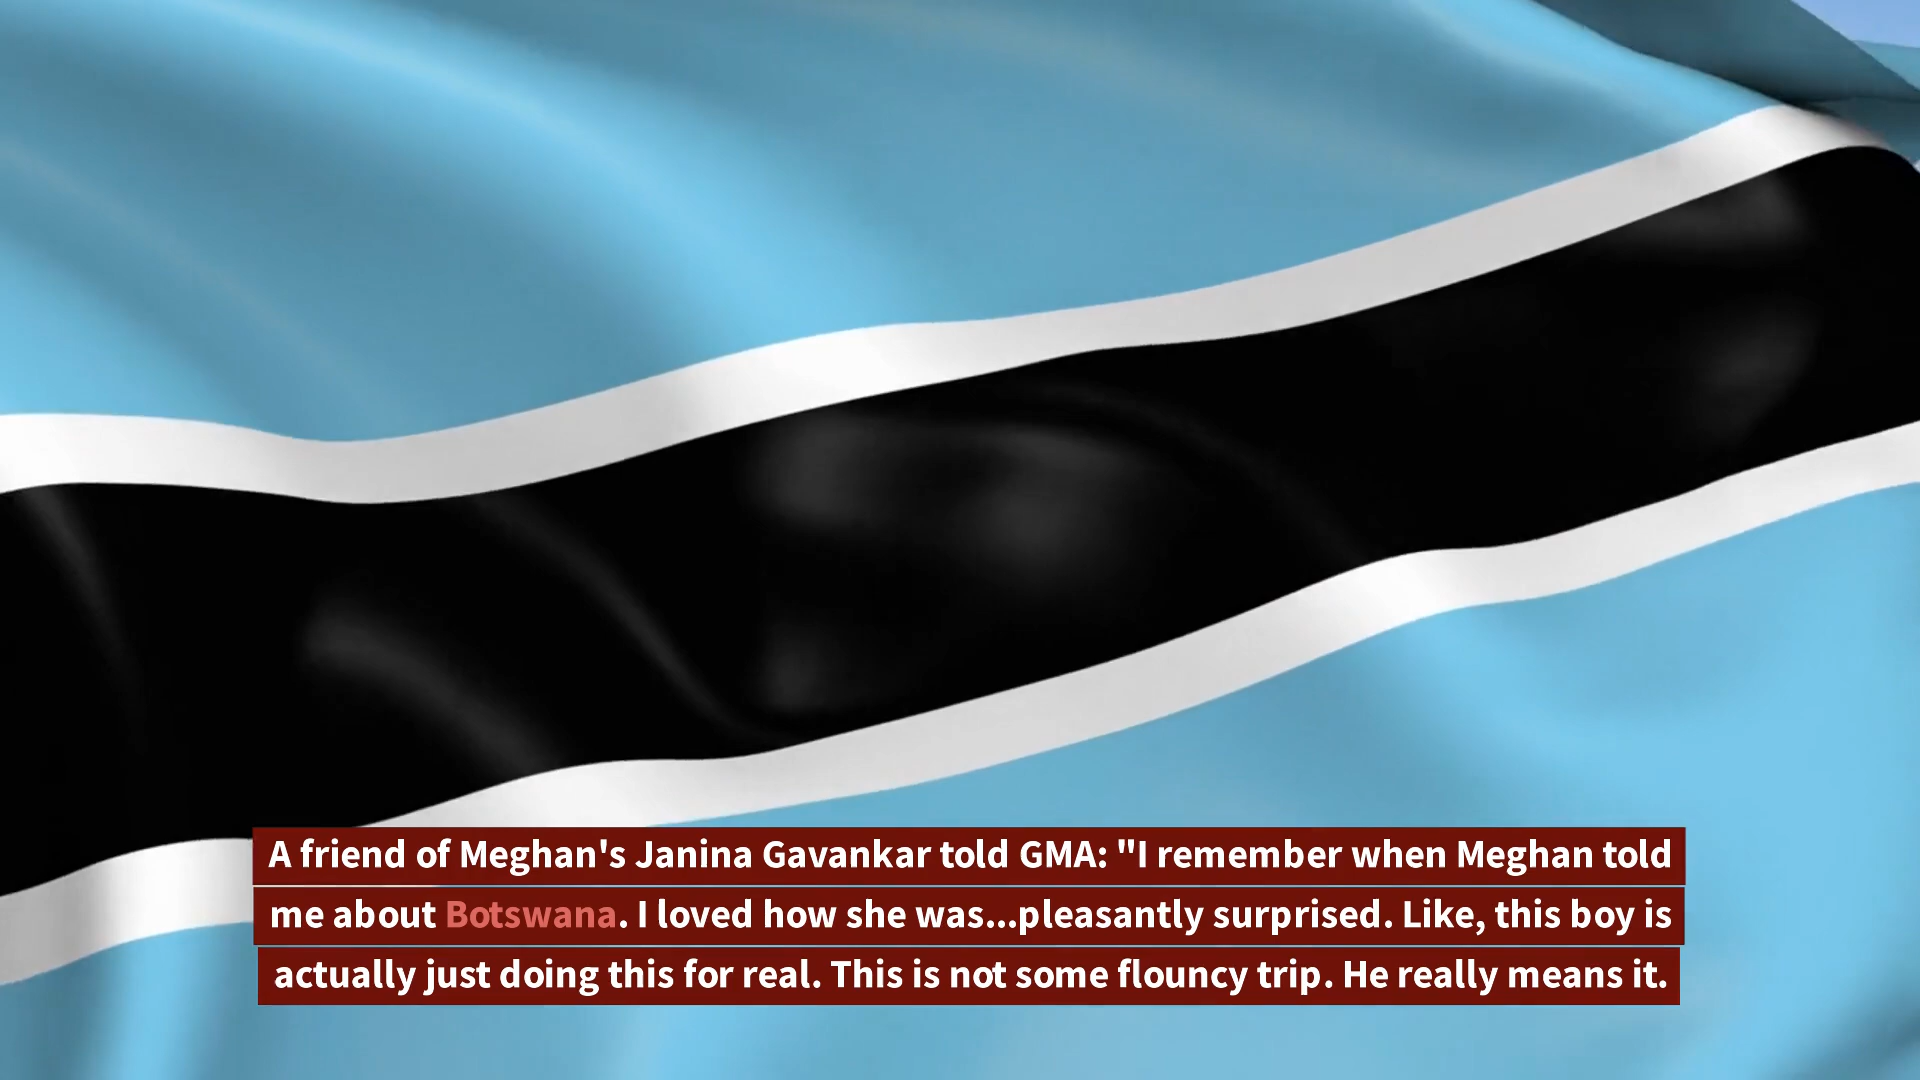 A friend of Meghan's Janina Gavankar told GMA: "I remember when Meghan told
me about Botswana. I loved how she was...pleasantly surprised. Like, this boy is
actually just doing this for real. This is not some flouncy trip. He really means it.